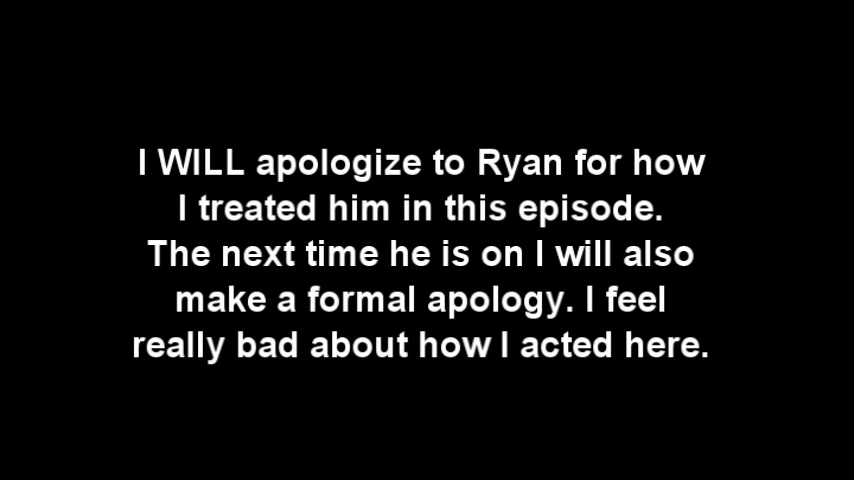 I WILL apologize to Ryan for how
I treated him in this episode.
The next time he is on I will also
make a formal apology. I feel
really bad about how I acted here.